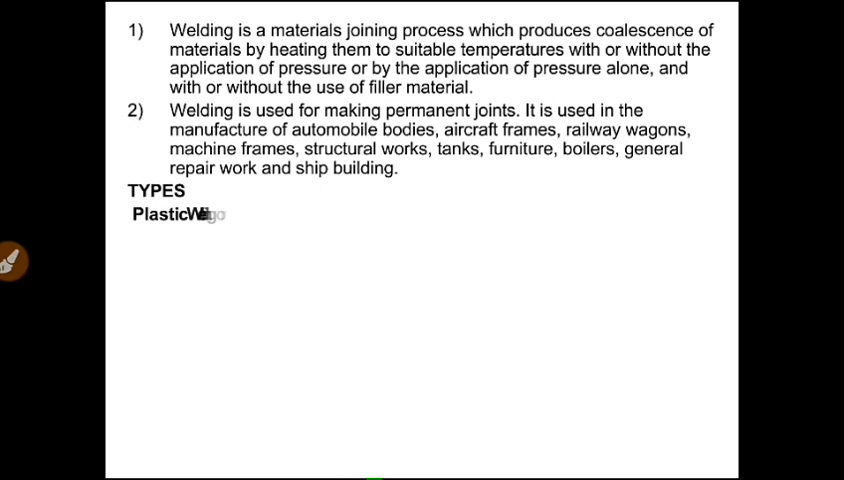 1) Welding is a materials joining process which produces coalescence of
materials by heating them to suitable temperatures with or without the
application of pressure or by the application of pressure alone, and
with or without the use of filler material.
2) Welding is used for making permanent joints. It is used in the
manufacture of automobile bodies, aircraft frames, railway wagons,
machine frames, structural works, tanks, furniture, boilers, general
repair work and ship building.
TYPES
Plastic